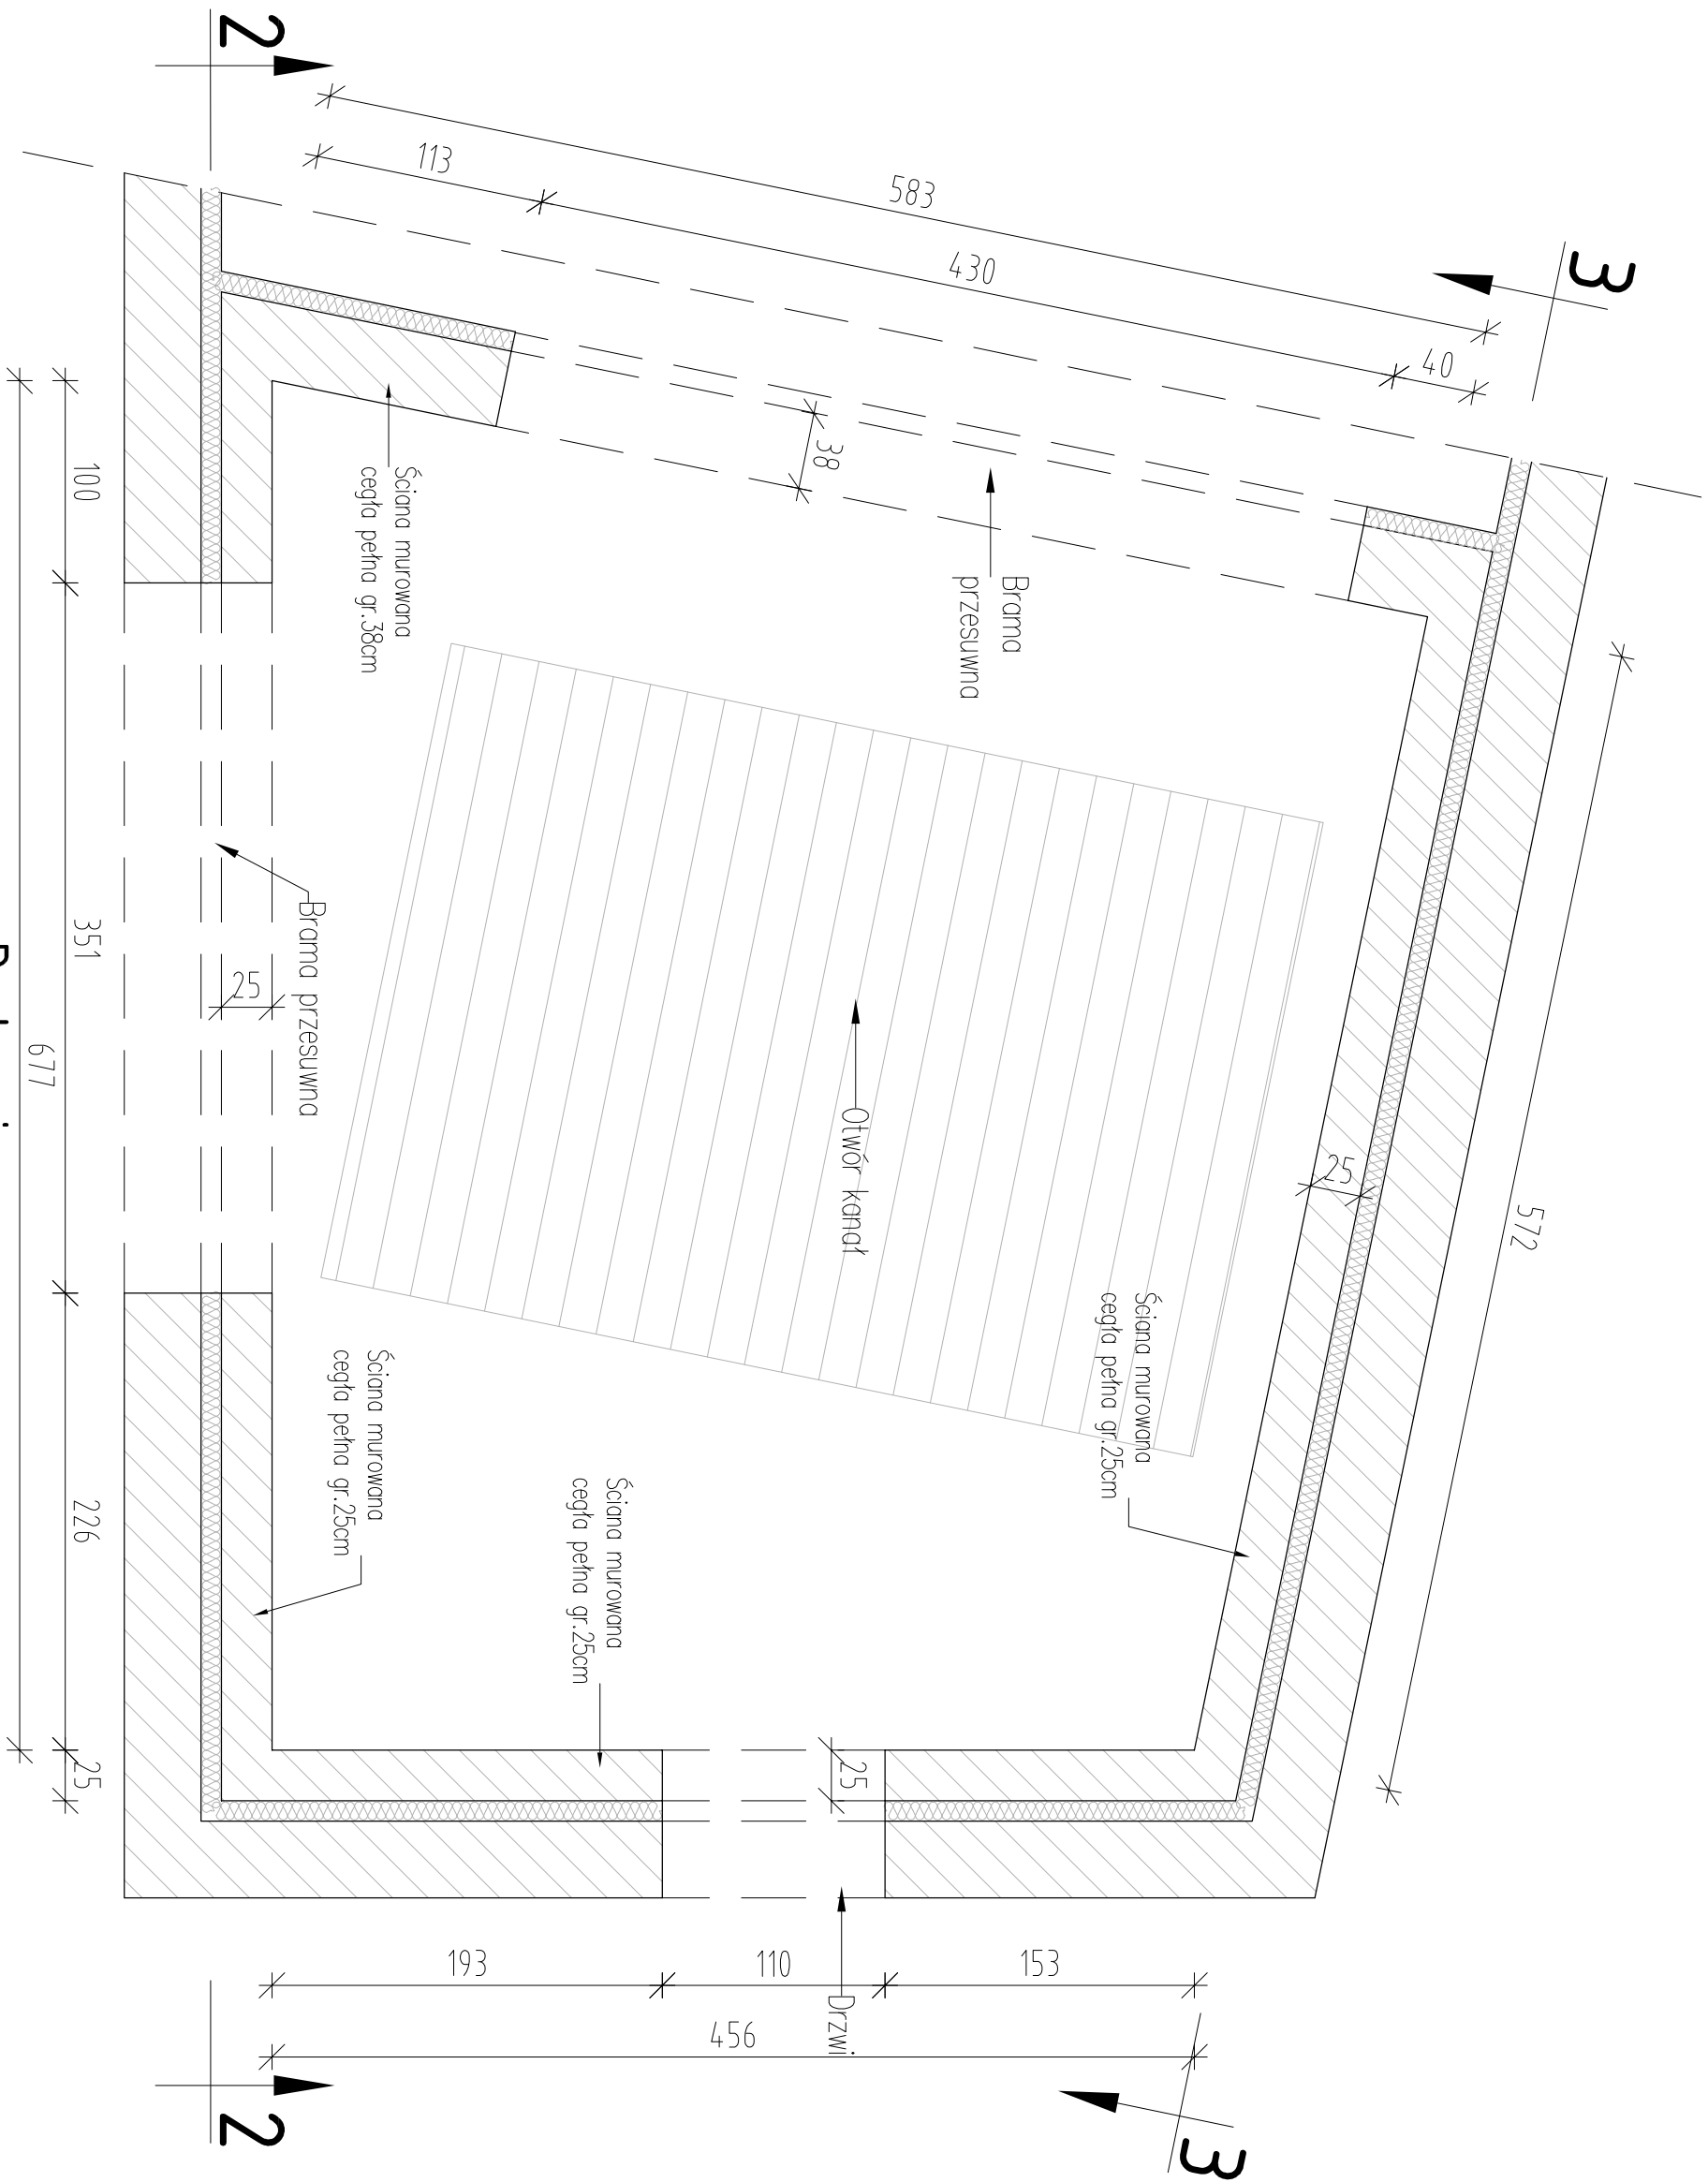 2
3
583
113
430
40
38
572
Ściana murowana
cegła pełna gr.38cm
Brama
przesuwna
Otwór kanał
Ściana murowana
cegła pełna gr.25cm
25
Brama przesuwna
25
Ściana murowana
cegła pełna gr.25cm
Ściana murowana
cegła pełna gr.25cm
25
100
351
226
25
677
193
110
153
456
Drzwi
2
3